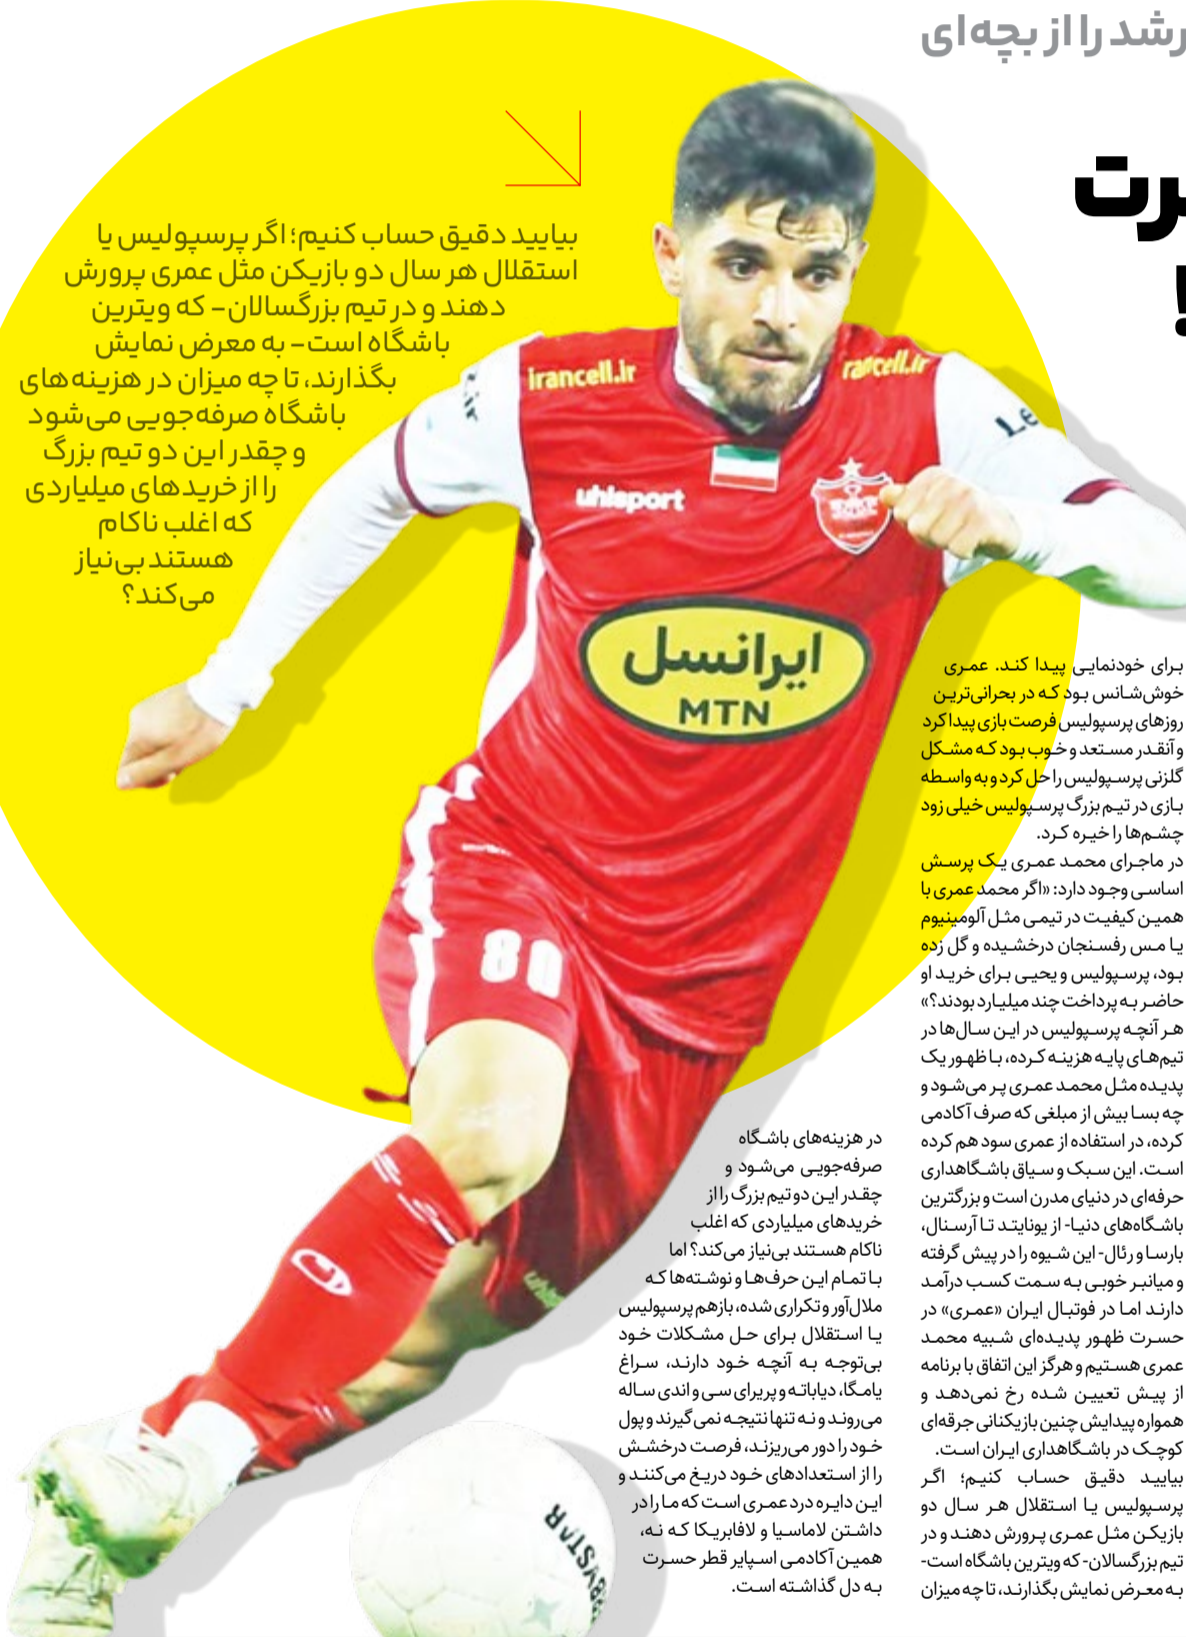 رشد را از بچه‌ای
رت
!
بیایید دقیق حساب کنیم؛ اگر پرسپولیس یا
استقلال هر سال دو بازیکن مثل عمری پرورش
دهند و در تیم بزرگسالان- که ویترین
باشگاه است- به معرض نمایش
بگذارند، تا چه میزان در هزینه‌های
باشگاه صرفه‌جویی می‌شود
و چقدر این دو تیم بزرگ
را از خریدهای میلیاردی
که اغلب ناکام
هستند بی‌نیاز
می‌کند؟
irancell.ir
irancell.ir
uhlsport
ایرانسل
MTN
80
برای خودنمایی پیدا کند. عمری
خوش‌شانس بود که در بحرانی‌ترین
روزهای پرسپولیس فرصت بازی پیدا کرد
و آنقدر مستعد و خوب بود که مشکل
گلزنی پرسپولیس را حل کرد و به واسطه
بازی در تیم بزرگ پرسپولیس خیلی زود
چشم‌ها را خیره کرد.
در ماجرای محمد عمری یک پرسش
اساسی وجود دارد: «اگر محمد عمری با
همین کیفیت در تیمی مثل آلومینیوم
یا مس رفسنجان درخشیده و گل زده
بود، پرسپولیس و یحیی برای خرید او
حاضر به پرداخت چند میلیارد بودند؟»
هر آنچه پرسپولیس در این سال‌ها در
تیم‌های پایه هزینه کرده، با ظهور یک
پدیده مثل محمد عمری پر می‌شود و
چه بسا بیش از مبلغی که صرف آکادمی
کرده، در استفاده از عمری سود هم کرده
است. این سبک و سیاق باشگاهداری
حرفه‌ای در دنیای مدرن است و بزرگترین
باشگاه‌های دنیا- از یونایتد تا آرسنال،
بارسا و رئال- این شیوه را در پیش گرفته
و میانبر خوبی به سمت کسب درآمد
دارند اما در فوتبال ایران «عمری» در
حسرت ظهور پدیده‌ای شبیه محمد
عمری هستیم و هرگز این اتفاق با برنامه
از پیش تعیین شده رخ نمی‌دهد و
همواره پیدایش چنین بازیکنانی جرقه‌ای
کوچک در باشگاهداری ایران است.
بیایید دقیق حساب کنیم؛ اگر
پرسپولیس یا استقلال هر سال دو
بازیکن مثل عمری پرورش دهند و در
تیم بزرگسالان- که ویترین باشگاه است-
به معرض نمایش بگذارند، تا چه میزان
در هزینه‌های باشگاه
صرفه‌جویی می‌شود و
چقدر این دو تیم بزرگ را از
خریدهای میلیاردی که اغلب
ناکام هستند بی‌نیاز می‌کند؟ اما
با تمام این حرف‌ها و نوشته‌ها که
ملال‌آور و تکراری شده، باز هم پرسپولیس
یا استقلال برای حل مشکلات خود
بی‌توجه به آنچه خود دارند، سراغ
یامگا، دیاباته و پریرای سی و اندی ساله
می‌روند و نه تنها نتیجه نمی‌گیرند و پول
خود را دور می‌ریزند، فرصت درخشش
را از استعدادهای خود دریغ می‌کنند و
این دایره درد عمری است که ما را در
داشتن لاماسیا و لافابریکا که نه،
همین آکادمی اسپایر قطر حسرت
به دل گذاشته است.